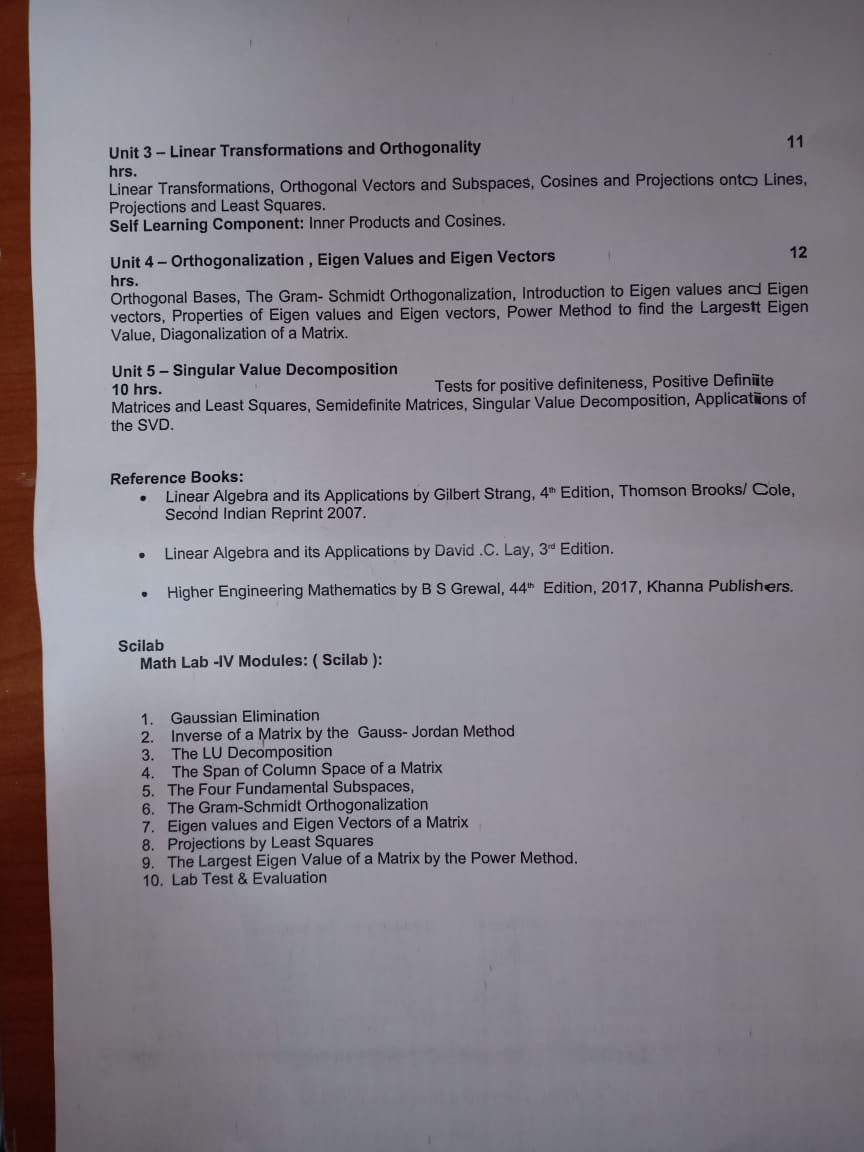 Unit 3 – Linear Transformations and Orthogonality 11
hrs.
Linear Transformations, Orthogonal Vectors and Subspaces, Cosines and Projections onto Lines,
Projections and Least Squares.
Self Learning Component: Inner Products and Cosines.
Unit 4 – Orthogonalization , Eigen Values and Eigen Vectors 12
hrs.
Orthogonal Bases, The Gram- Schmidt Orthogonalization, Introduction to Eigen values and Eigen
vectors, Properties of Eigen values and Eigen vectors, Power Method to find the Largest Eigen
Value, Diagonalization of a Matrix.
Unit 5 – Singular Value Decomposition
10 hrs. Tests for positive definiteness, Positive Definite
Matrices and Least Squares, Semidefinite Matrices, Singular Value Decomposition, Applications of
the SVD.
Reference Books:
• Linear Algebra and its Applications by Gilbert Strang, 4th Edition, Thomson Brooks/ Cole,
Second Indian Reprint 2007.
• Linear Algebra and its Applications by David .C. Lay, 3rd Edition.
• Higher Engineering Mathematics by B S Grewal, 44th Edition, 2017, Khanna Publishers.
Scilab
Math Lab -IV Modules: ( Scilab ):
1. Gaussian Elimination
2. Inverse of a Matrix by the Gauss- Jordan Method
3. The LU Decomposition
4. The Span of Column Space of a Matrix
5. The Four Fundamental Subspaces,
6. The Gram-Schmidt Orthogonalization
7. Eigen values and Eigen Vectors of a Matrix
8. Projections by Least Squares
9. The Largest Eigen Value of a Matrix by the Power Method.
10. Lab Test & Evaluation